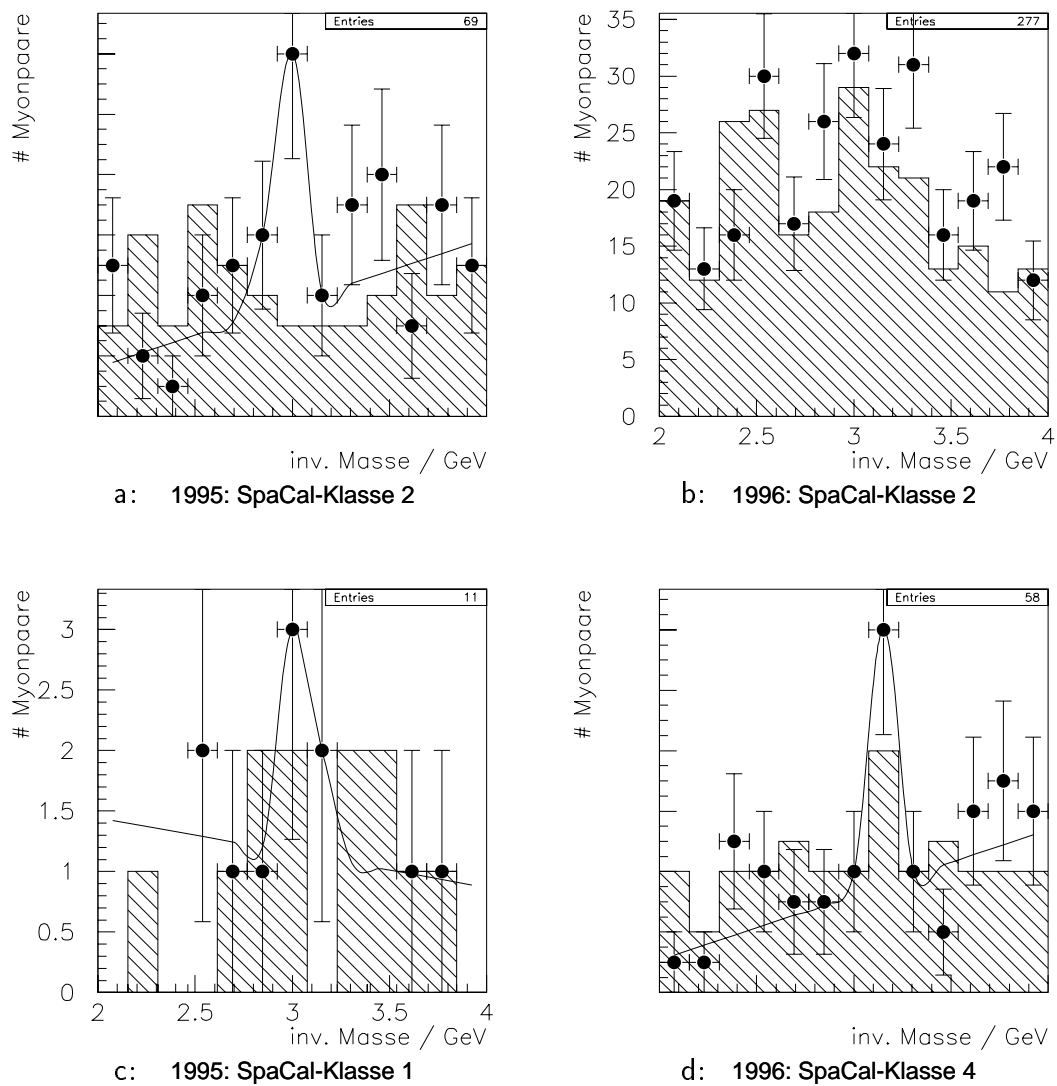 Entries 69
# Myonpaare
inv. Masse / GeV
a: 1995: SpaCal-Klasse 2
Entries 277
# Myonpaare
35
30
25
20
15
10
5
0
2 2.5 3 3.5 4
inv. Masse / GeV
b: 1996: SpaCal-Klasse 2
Entries 11
# Myonpaare
3
2.5
2
1.5
1
0.5
0
2 2.5 3 3.5 4
inv. Masse / GeV
c: 1995: SpaCal-Klasse 1
Entries 58
# Myonpaare
inv. Masse / GeV
d: 1996: SpaCal-Klasse 4